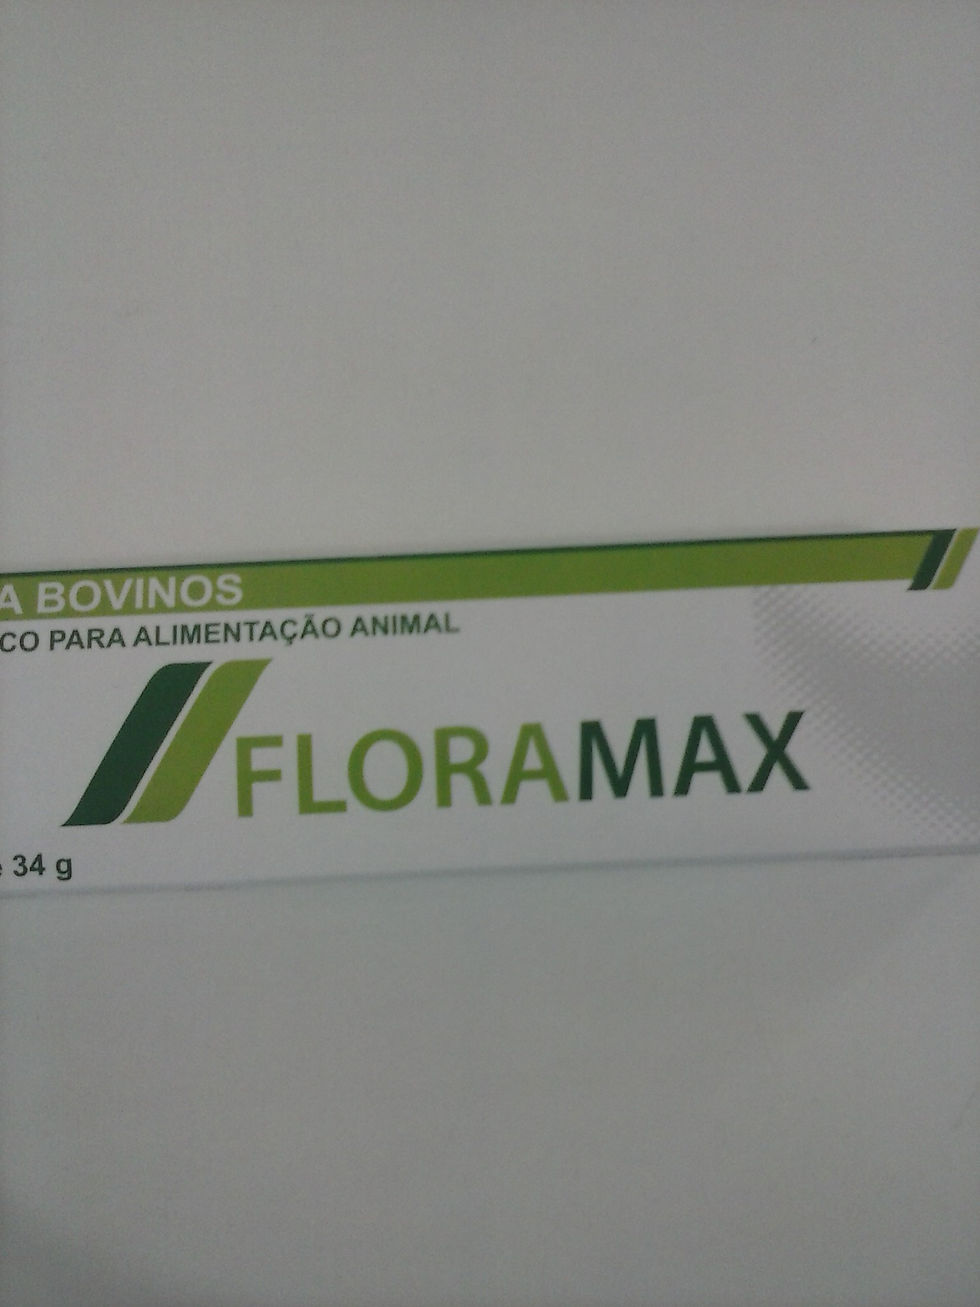 A BOVINOS
CO PARA ALIMENTAÇÃO ANIMAL
FLORAMAX
34 g